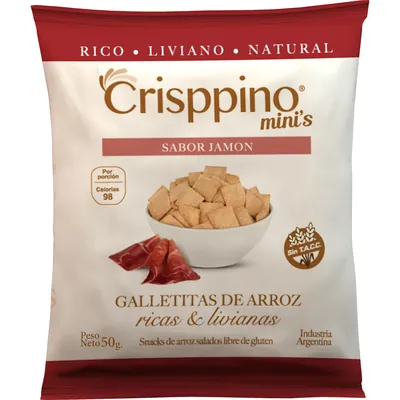 RICO • LIVIANO • NATURAL
Crisppino®
mini's
SABOR JAMON
Por
porción
Calorías
98
Sin T.A.C.C.
GALLETITAS DE ARROZ
ricas & livianas
Peso
Neto 50g.
Snacks de arroz salados libre de gluten
Industria
Argentina